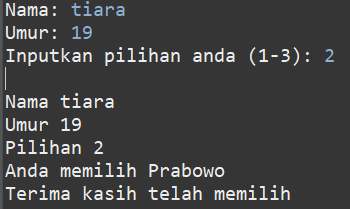 Nama: tiara
Umur: 19
Inputkan pilihan anda (1-3): 2
Nama tiara
Umur 19
Pilihan 2
Anda memilih Prabowo
Terima kasih telah memilih